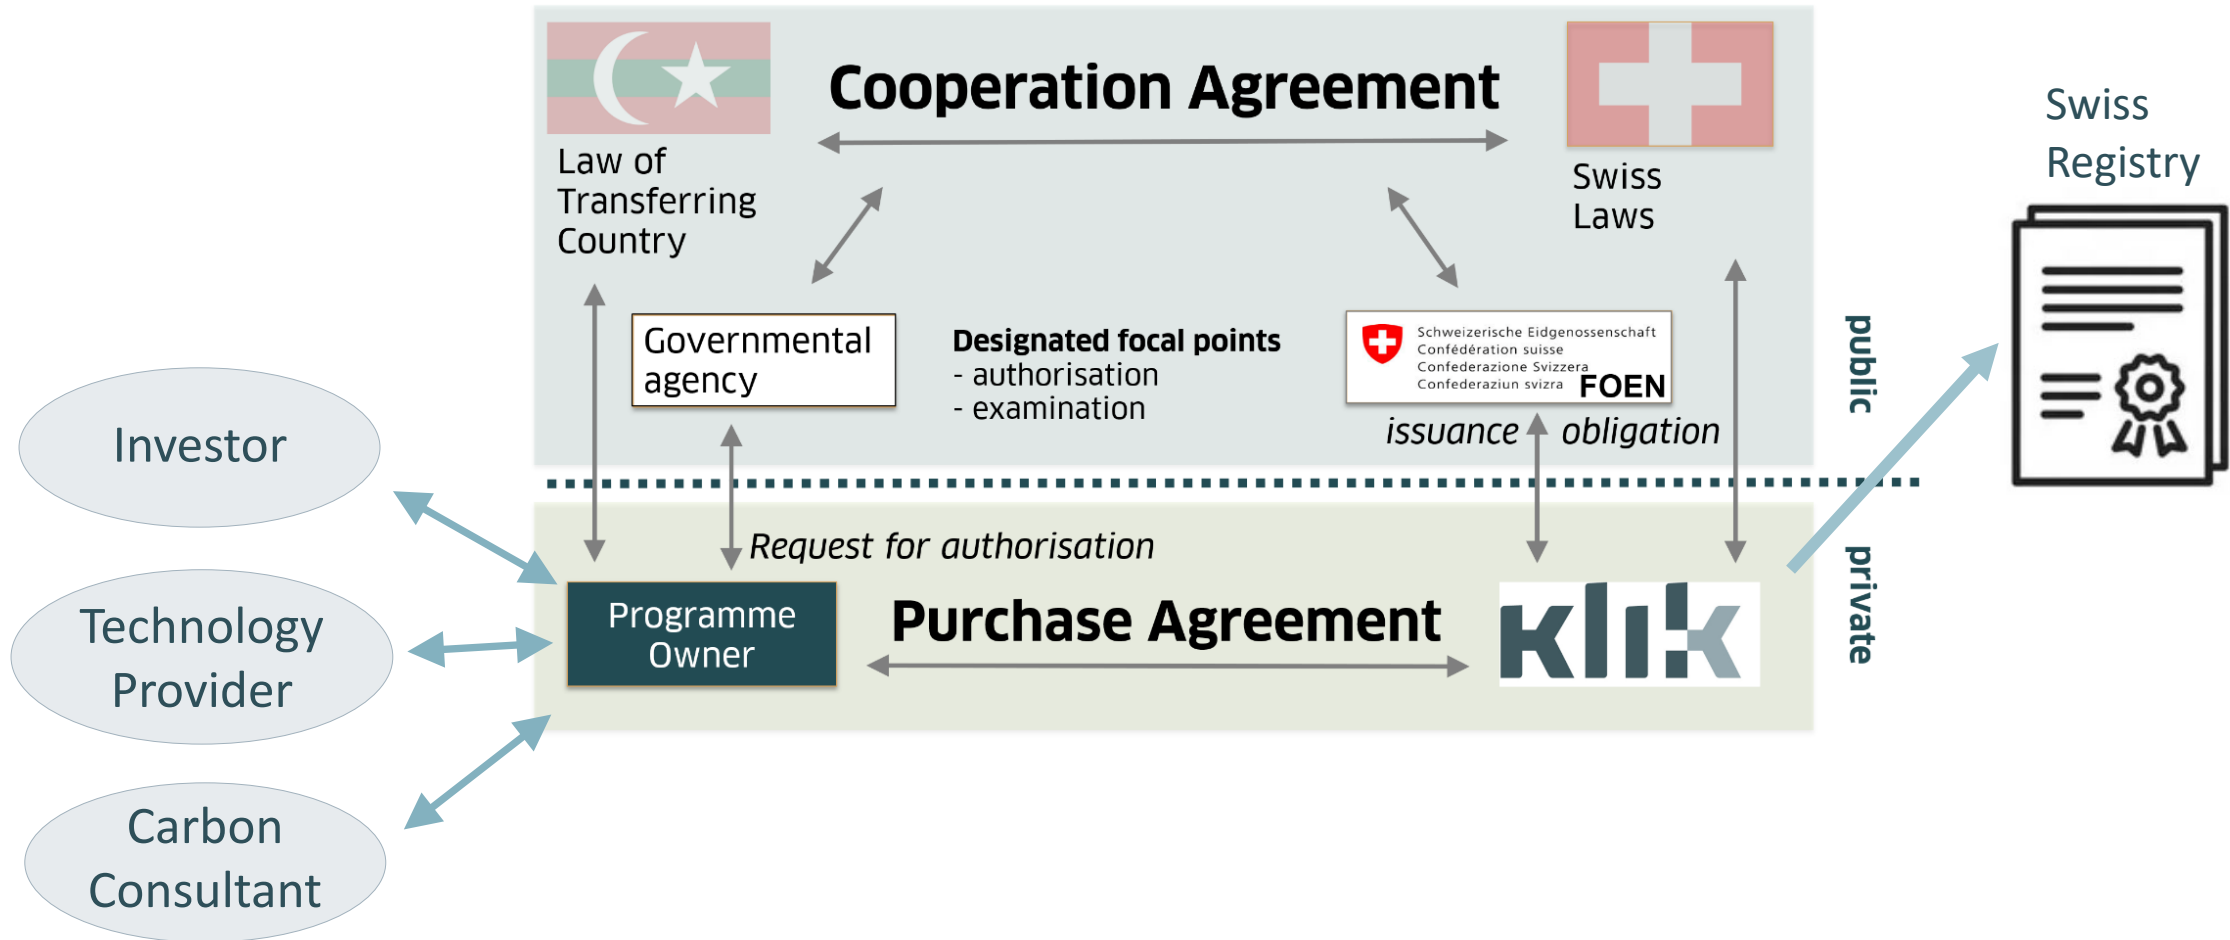 Cooperation Agreement
Law of
Transferring
Country
Swiss
Laws
Swiss
Registry
Governmental
agency
Designated focal points
- authorisation
- examination
Schweizerische Eidgenossenschaft
Confédération suisse
Confederazione Svizzera
Confederaziun svizra
FOEN
issuance obligation
public
Investor
Technology
Provider
Carbon
Consultant
Request for authorisation
Programme
Owner
Purchase Agreement
klik
private